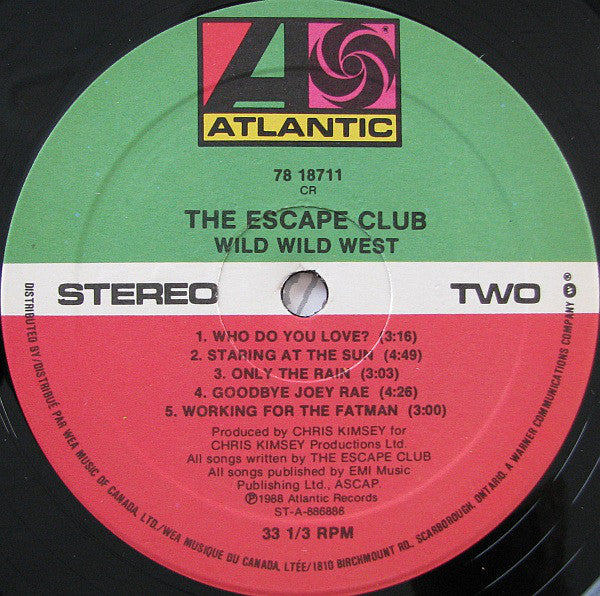 ATLANTIC
78 18711
CR
THE ESCAPE CLUB
WILD WILD WEST
STEREO TWO
1. WHO DO YOU LOVE? (3:16)
2. STARING AT THE SUN (4:49)
3. ONLY THE RAIN (3:03)
4. GOODBYE JOEY RAE (4:26)
5. WORKING FOR THE FATMAN (3:00)
Produced by CHRIS KIMSEY for
CHRIS KIMSEY Productions Ltd.
All songs written by THE ESCAPE CLUB
All songs published by EMI Music
Publishing Ltd., ASCAP.
℗1988 Atlantic Records
ST-A-886886
33 1/3 RPM
DISTRIBUTED BY/DISTRIBUÉ PAR WEA MUSIC OF CANADA, LTD./WEA MUSIQUE DU CANADA, LTÉE/1810 BIRCHMOUNT RD., SCARBOROUGH, ONTARIO. A WARNER COMMUNICATIONS COMPANY ®